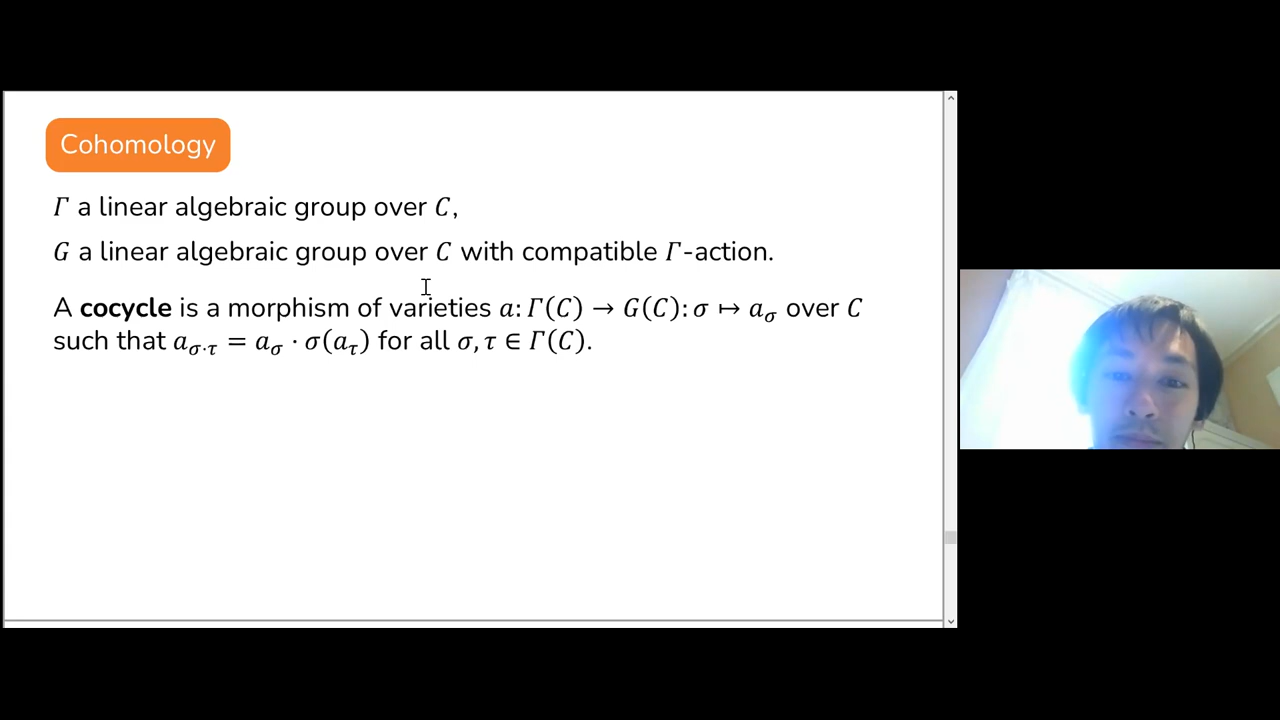 Cohomology
𝛤 a linear algebraic group over 𝐶,
𝐺 a linear algebraic group over 𝐶 with compatible 𝛤-action.
A cocycle is a morphism of varieties 𝑎: 𝛤(𝐶) → 𝐺(𝐶): 𝜎 ↦ 𝑎_𝜎 over 𝐶
such that 𝑎_{𝜎·𝜏} = 𝑎_𝜎 · 𝜎(𝑎_𝜏) for all 𝜎, 𝜏 ∈ 𝛤(𝐶).